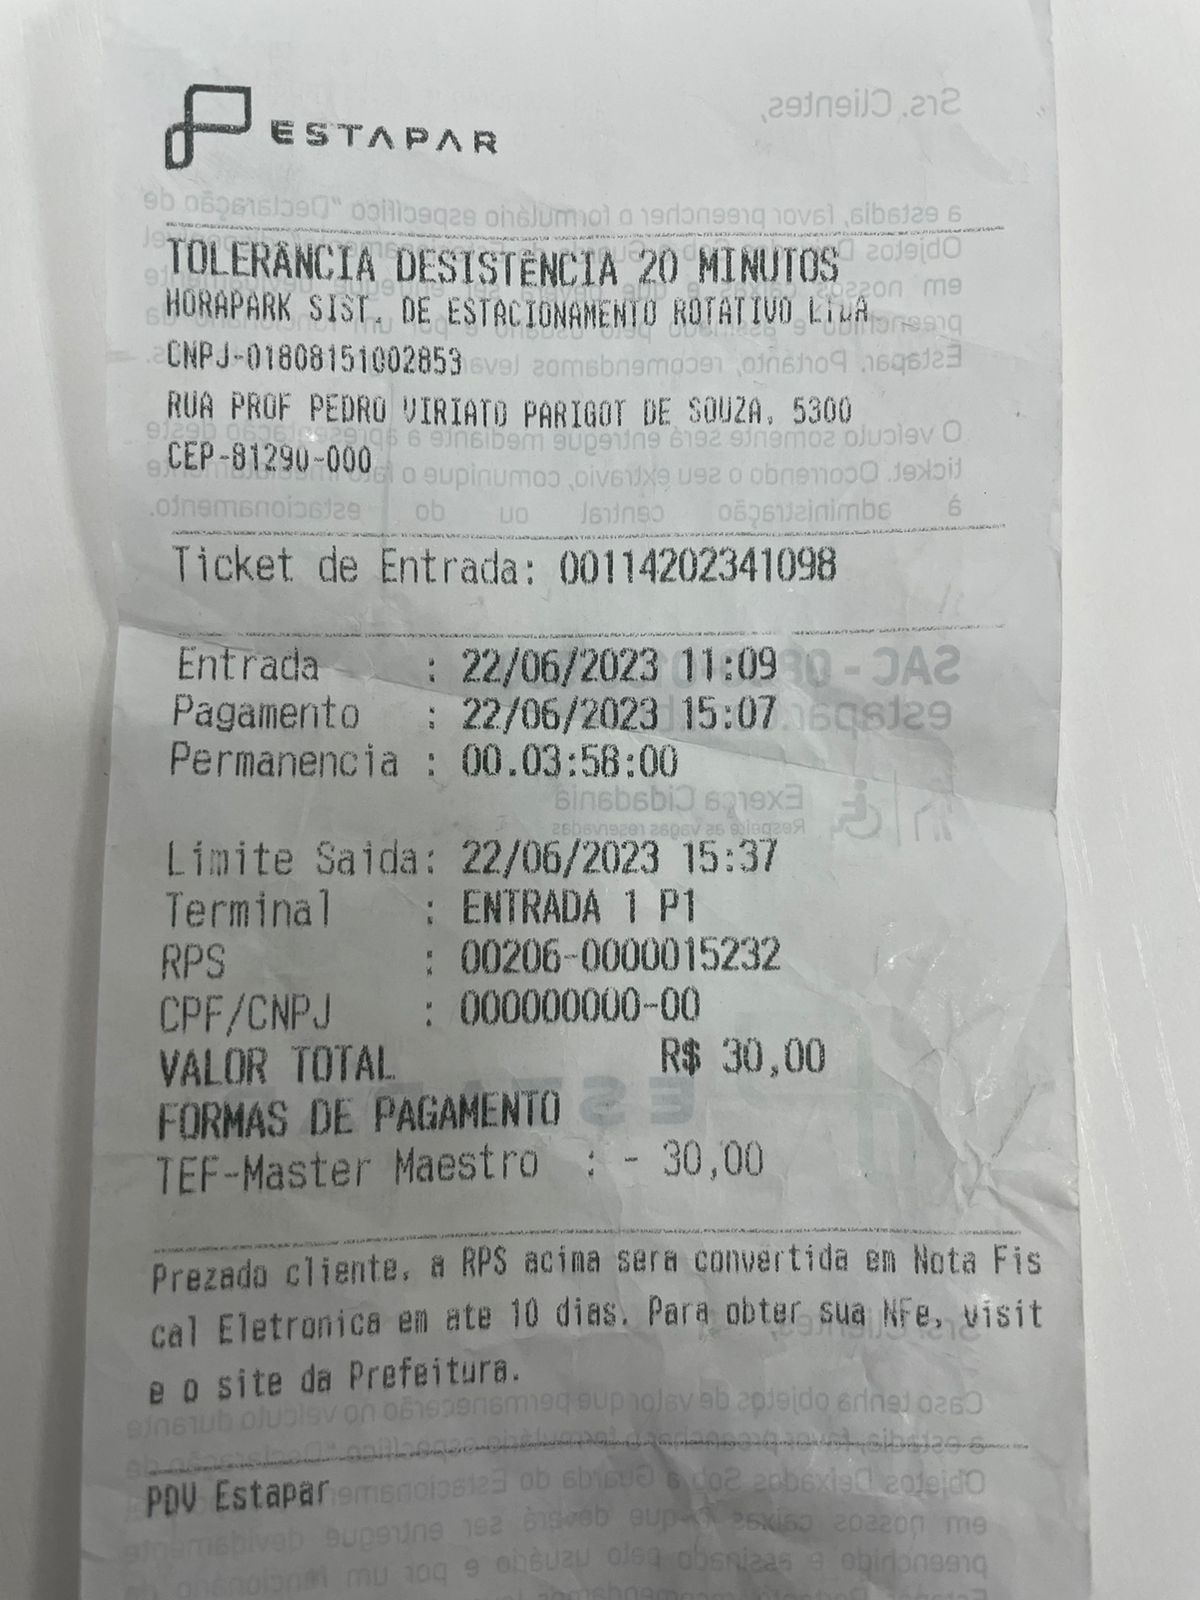 ESTAPAR
TOLERÂNCIA DESISTÊNCIA 20 MINUTOS
HORAPARK SIST. DE ESTACIONAMENTO ROTATIVO LTDA
CNPJ-01808151002853
RUA PROF PEDRO VIRIATO PARIGOT DE SOUZA, 5300
CEP-81290-000
Ticket de Entrada: 00114202341098
Entrada : 22/06/2023 11:09
Pagamento : 22/06/2023 15:07
Permanencia : 00.03:58:00
Limite Saida: 22/06/2023 15:37
Terminal : ENTRADA 1 P1
RPS : 00206-0000015232
CPF/CNPJ : 000000000-00
VALOR TOTAL R$ 30,00
FORMAS DE PAGAMENTO
TEF-Master Maestro : - 30,00
Prezado cliente, a RPS acima sera convertida em Nota Fis
cal Eletronica em ate 10 dias. Para obter sua NFe, visit
e o site da Prefeitura.
PDV Estapar